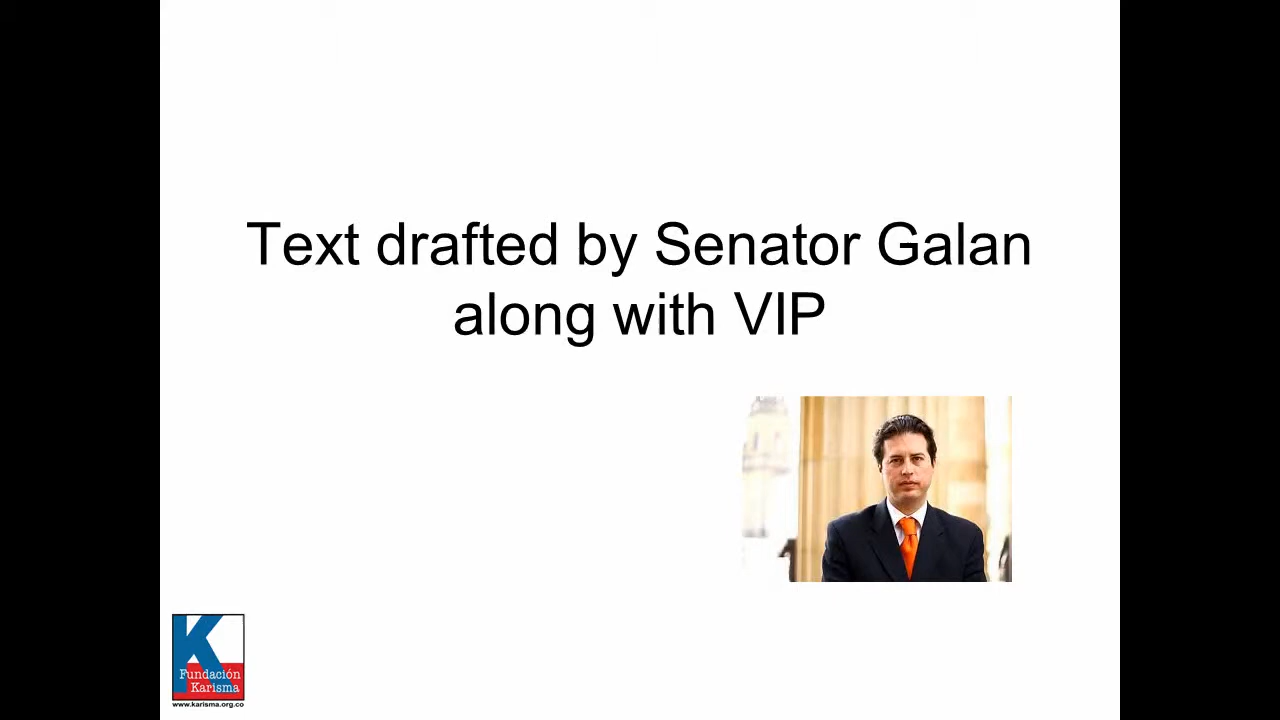 Text drafted by Senator Galan
along with VIP
K
Fundación
Karisma
www.karisma.org.co